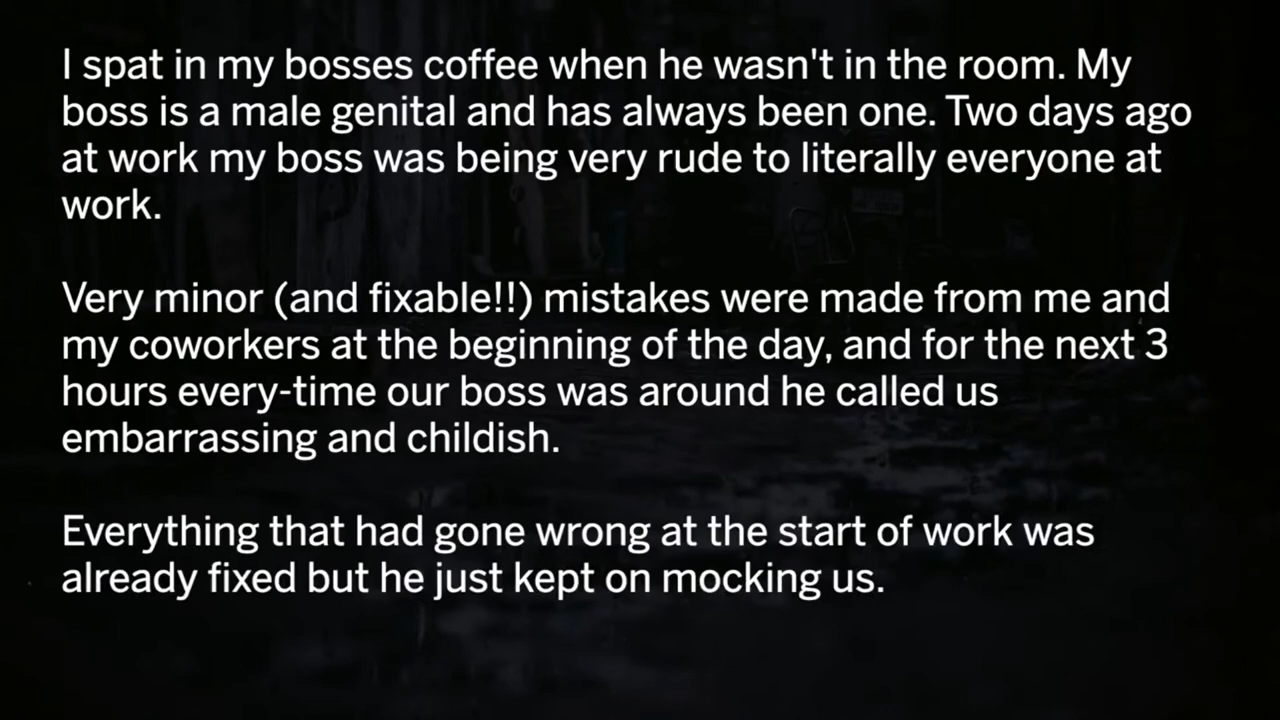 I spat in my bosses coffee when he wasn't in the room. My
boss is a male genital and has always been one. Two days ago
at work my boss was being very rude to literally everyone at
work.
Very minor (and fixable!!) mistakes were made from me and
my coworkers at the beginning of the day, and for the next 3
hours every-time our boss was around he called us
embarrassing and childish.
Everything that had gone wrong at the start of work was
already fixed but he just kept on mocking us.